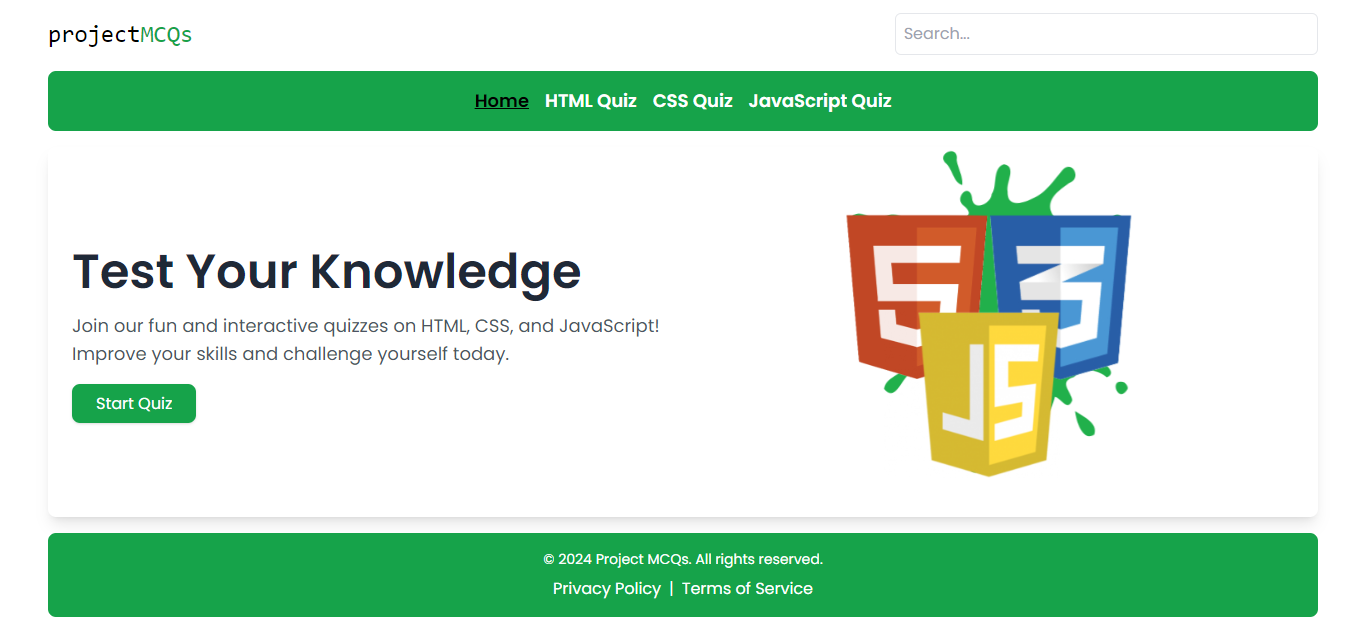 projectMCQs
Search...
Home HTML Quiz CSS Quiz JavaScript Quiz
Test Your Knowledge
Join our fun and interactive quizzes on HTML, CSS, and JavaScript!
Improve your skills and challenge yourself today.
Start Quiz
5 3
JS
© 2024 Project MCQs. All rights reserved.
Privacy Policy | Terms of Service